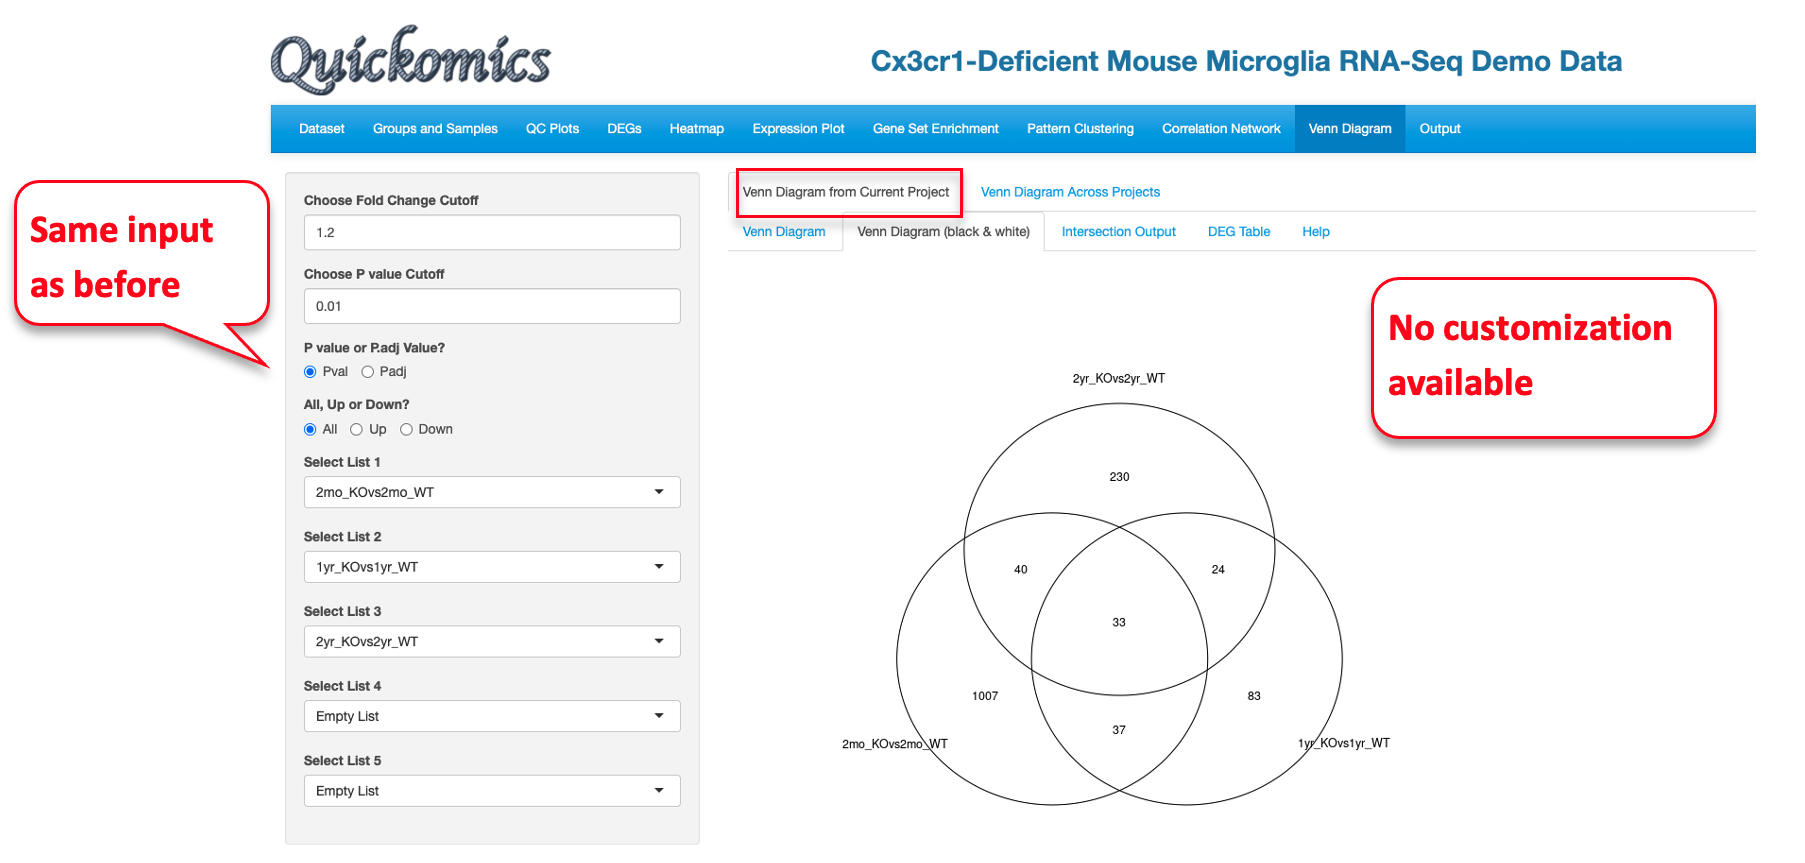 Quickomics
Cx3cr1-Deficient Mouse Microglia RNA-Seq Demo Data
Dataset Groups and Samples QC Plots DEGs Heatmap Expression Plot Gene Set Enrichment Pattern Clustering Correlation Network Venn Diagram Output
Same input
as before
Choose Fold Change Cutoff
1.2
Choose P value Cutoff
0.01
P value or P.adj Value?
Pval Padj
All, Up or Down?
All Up Down
Select List 1
2mo_KOvs2mo_WT
Select List 2
1yr_KOvs1yr_WT
Select List 3
2yr_KOvs2yr_WT
Select List 4
Empty List
Select List 5
Empty List
Venn Diagram from Current Project Venn Diagram Across Projects
Venn Diagram Venn Diagram (black & white) Intersection Output DEG Table Help
No customization
available
2yr_KOvs2yr_WT
230
40 24
33
1007 83
37
2mo_KOvs2mo_WT 1yr_KOvs1yr_WT